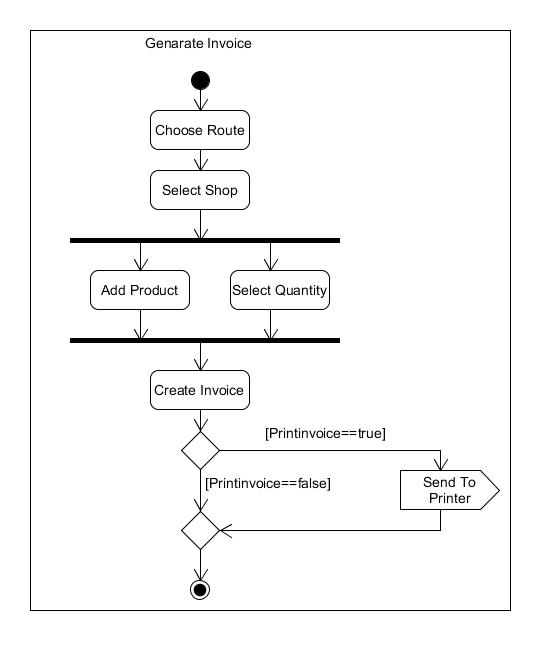 Genarate Invoice
Choose Route
Select Shop
Add Product
Select Quantity
Create Invoice
[Printinvoice==true]
Send To
Printer
[Printinvoice==false]